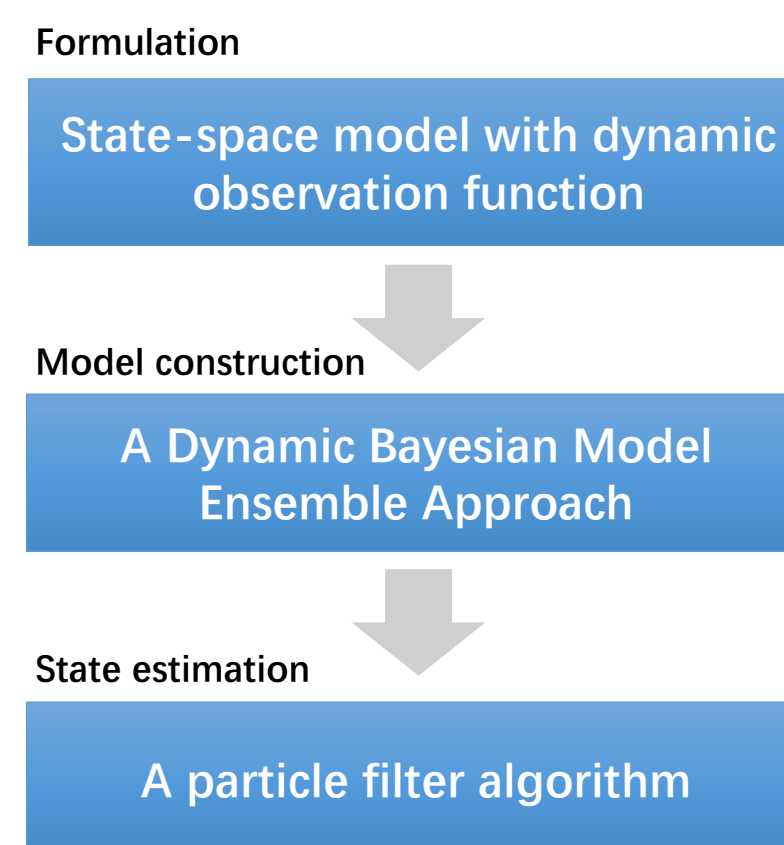 Formulation
State-space model with dynamic
observation function
Model construction
A Dynamic Bayesian Model
Ensemble Approach
State estimation
A particle filter algorithm